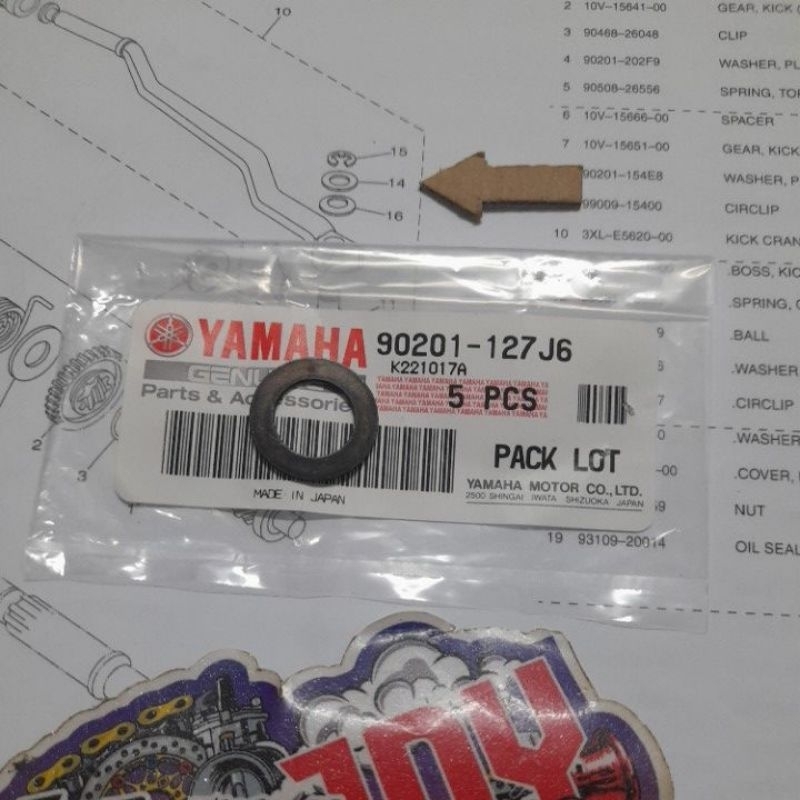 2 10V-15641-00 GEAR, KICK
3 90468-26048 CLIP
4 90201-202F9 WASHER, PL
5 90508-26556 SPRING, TOR
6 10V-15666-00 SPACER
7 10V-15651-00 GEAR, KICK
90201-154E8 WASHER, P
99009-15400 CIRCLIP
10 3XL-E5620-00 KICK CRAN
.BOSS, KIC
.SPRING, C
.BALL
.WASHER
.CIRCLIP
.WASHER
-00 .COVER,
NUT
19 93109-20014 OIL SEAL
10
15
14
16
11
2
3
YAMAHA 90201-127J6
K221017A
Parts & Accessorie
5 PCS
PACK LOT
MADE IN JAPAN
YAMAHA MOTOR CO., LTD.
2500 SHINGAI IWATA SHIZUOKA JAPAN
JOY